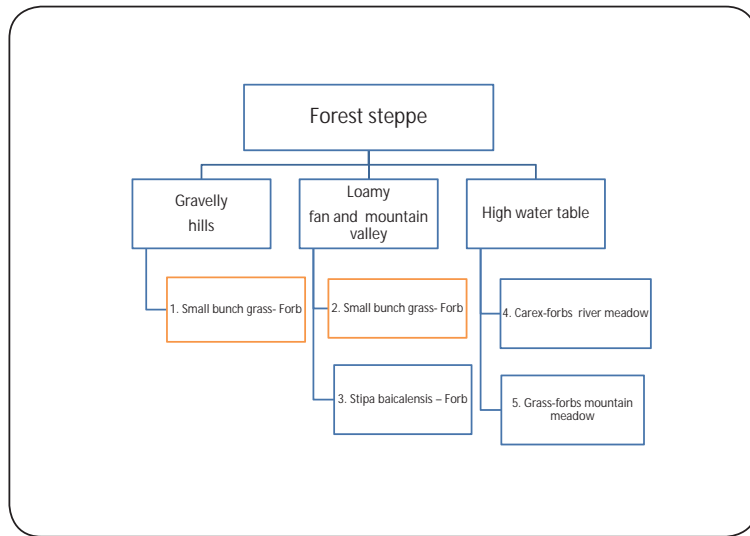 Forest steppe
Gravelly
hills
Loamy
fan and mountain
valley
High water table
1. Small bunch grass- Forb
2. Small bunch grass- Forb
3. Stipa baicalensis – Forb
4. Carex-forbs river meadow
5. Grass-forbs mountain
meadow